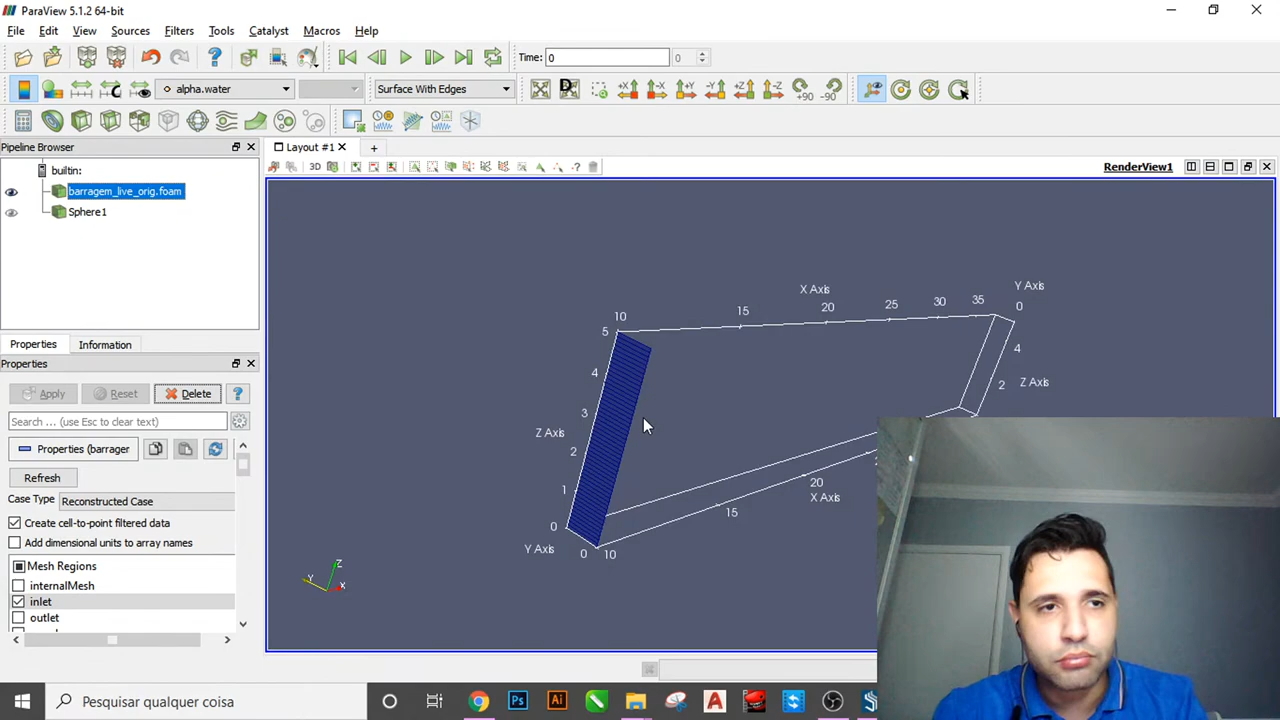 ParaView 5.1.2 64-bit
File Edit View Sources Filters Tools Catalyst Macros Help
Time: 0 0
alpha.water Surface With Edges +X -X +Y -Y +Z -Z +90 -90
Pipeline Browser
Layout #1
builtin:
3D RenderView1
barragem_live_orig.foam
Sphere1
Properties Information
Properties
Apply Reset Delete ?
Search ... (use Esc to clear text)
Properties (barrager
Refresh
Case Type Reconstructed Case
Create cell-to-point filtered data
Add dimensional units to array names
Mesh Regions
internalMesh
inlet
outlet
X Axis
Y Axis
10 15 20 25 30 35 0
5
4
3
2
1
0
Z Axis
Y Axis
0 10
15
20
X Axis
4
2
Z Axis
Z
Y
X
Pesquisar qualquer coisa
Ps Ai A